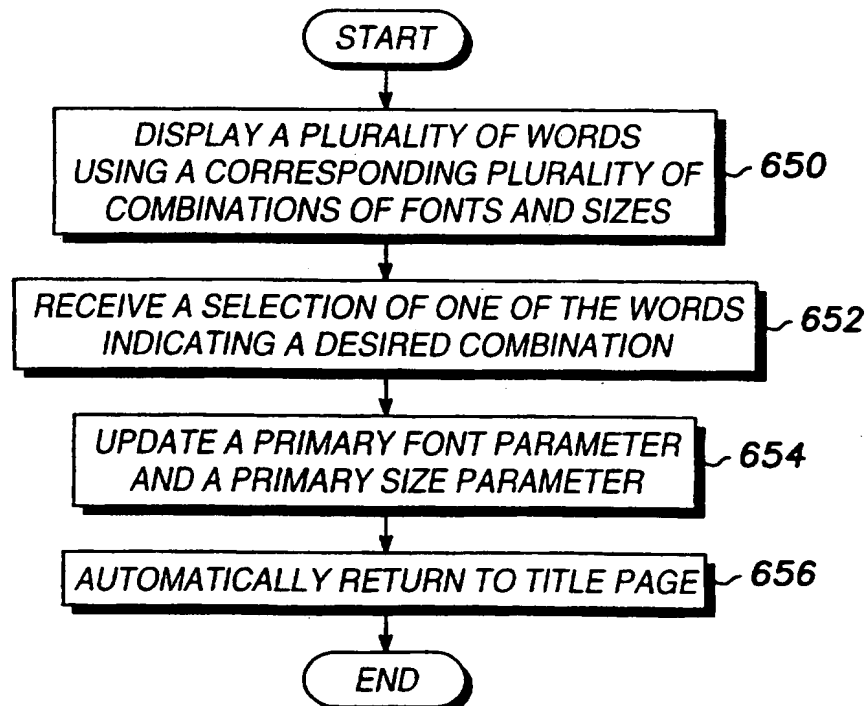 START
DISPLAY A PLURALITY OF WORDS
USING A CORRESPONDING PLURALITY OF
COMBINATIONS OF FONTS AND SIZES
650
RECEIVE A SELECTION OF ONE OF THE WORDS
INDICATING A DESIRED COMBINATION
652
UPDATE A PRIMARY FONT PARAMETER
AND A PRIMARY SIZE PARAMETER
654
AUTOMATICALLY RETURN TO TITLE PAGE
656
END